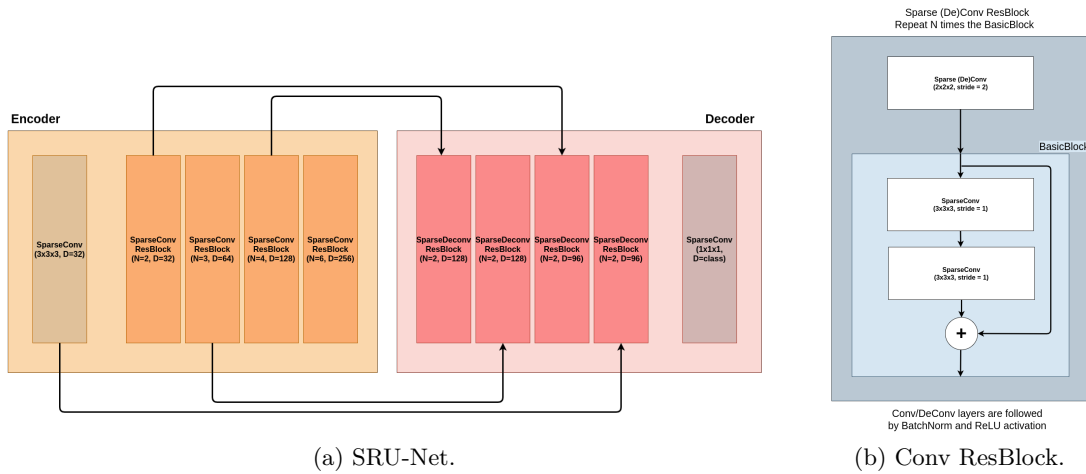 Encoder
Decoder
SparseConv
(3x3x3, D=32)
SparseConv
ResBlock
(N=2, D=32)
SparseConv
ResBlock
(N=3, D=64)
SparseConv
ResBlock
(N=4, D=128)
SparseConv
ResBlock
(N=6, D=256)
SparseDeconv
ResBlock
(N=2, D=128)
SparseDeconv
ResBlock
(N=2, D=128)
SparseDeconv
ResBlock
(N=2, D=96)
SparseDeconv
ResBlock
(N=2, D=96)
SparseConv
(1x1x1,
D=class)
(a) SRU-Net.
Sparse (De)Conv ResBlock
Repeat N times the BasicBlock
Sparse (De)Conv
(2x2x2, stride = 2)
BasicBlock
SparseConv
(3x3x3, stride = 1)
SparseConv
(3x3x3, stride = 1)
+
Conv/DeConv layers are followed
by BatchNorm and ReLU activation
(b) Conv ResBlock.